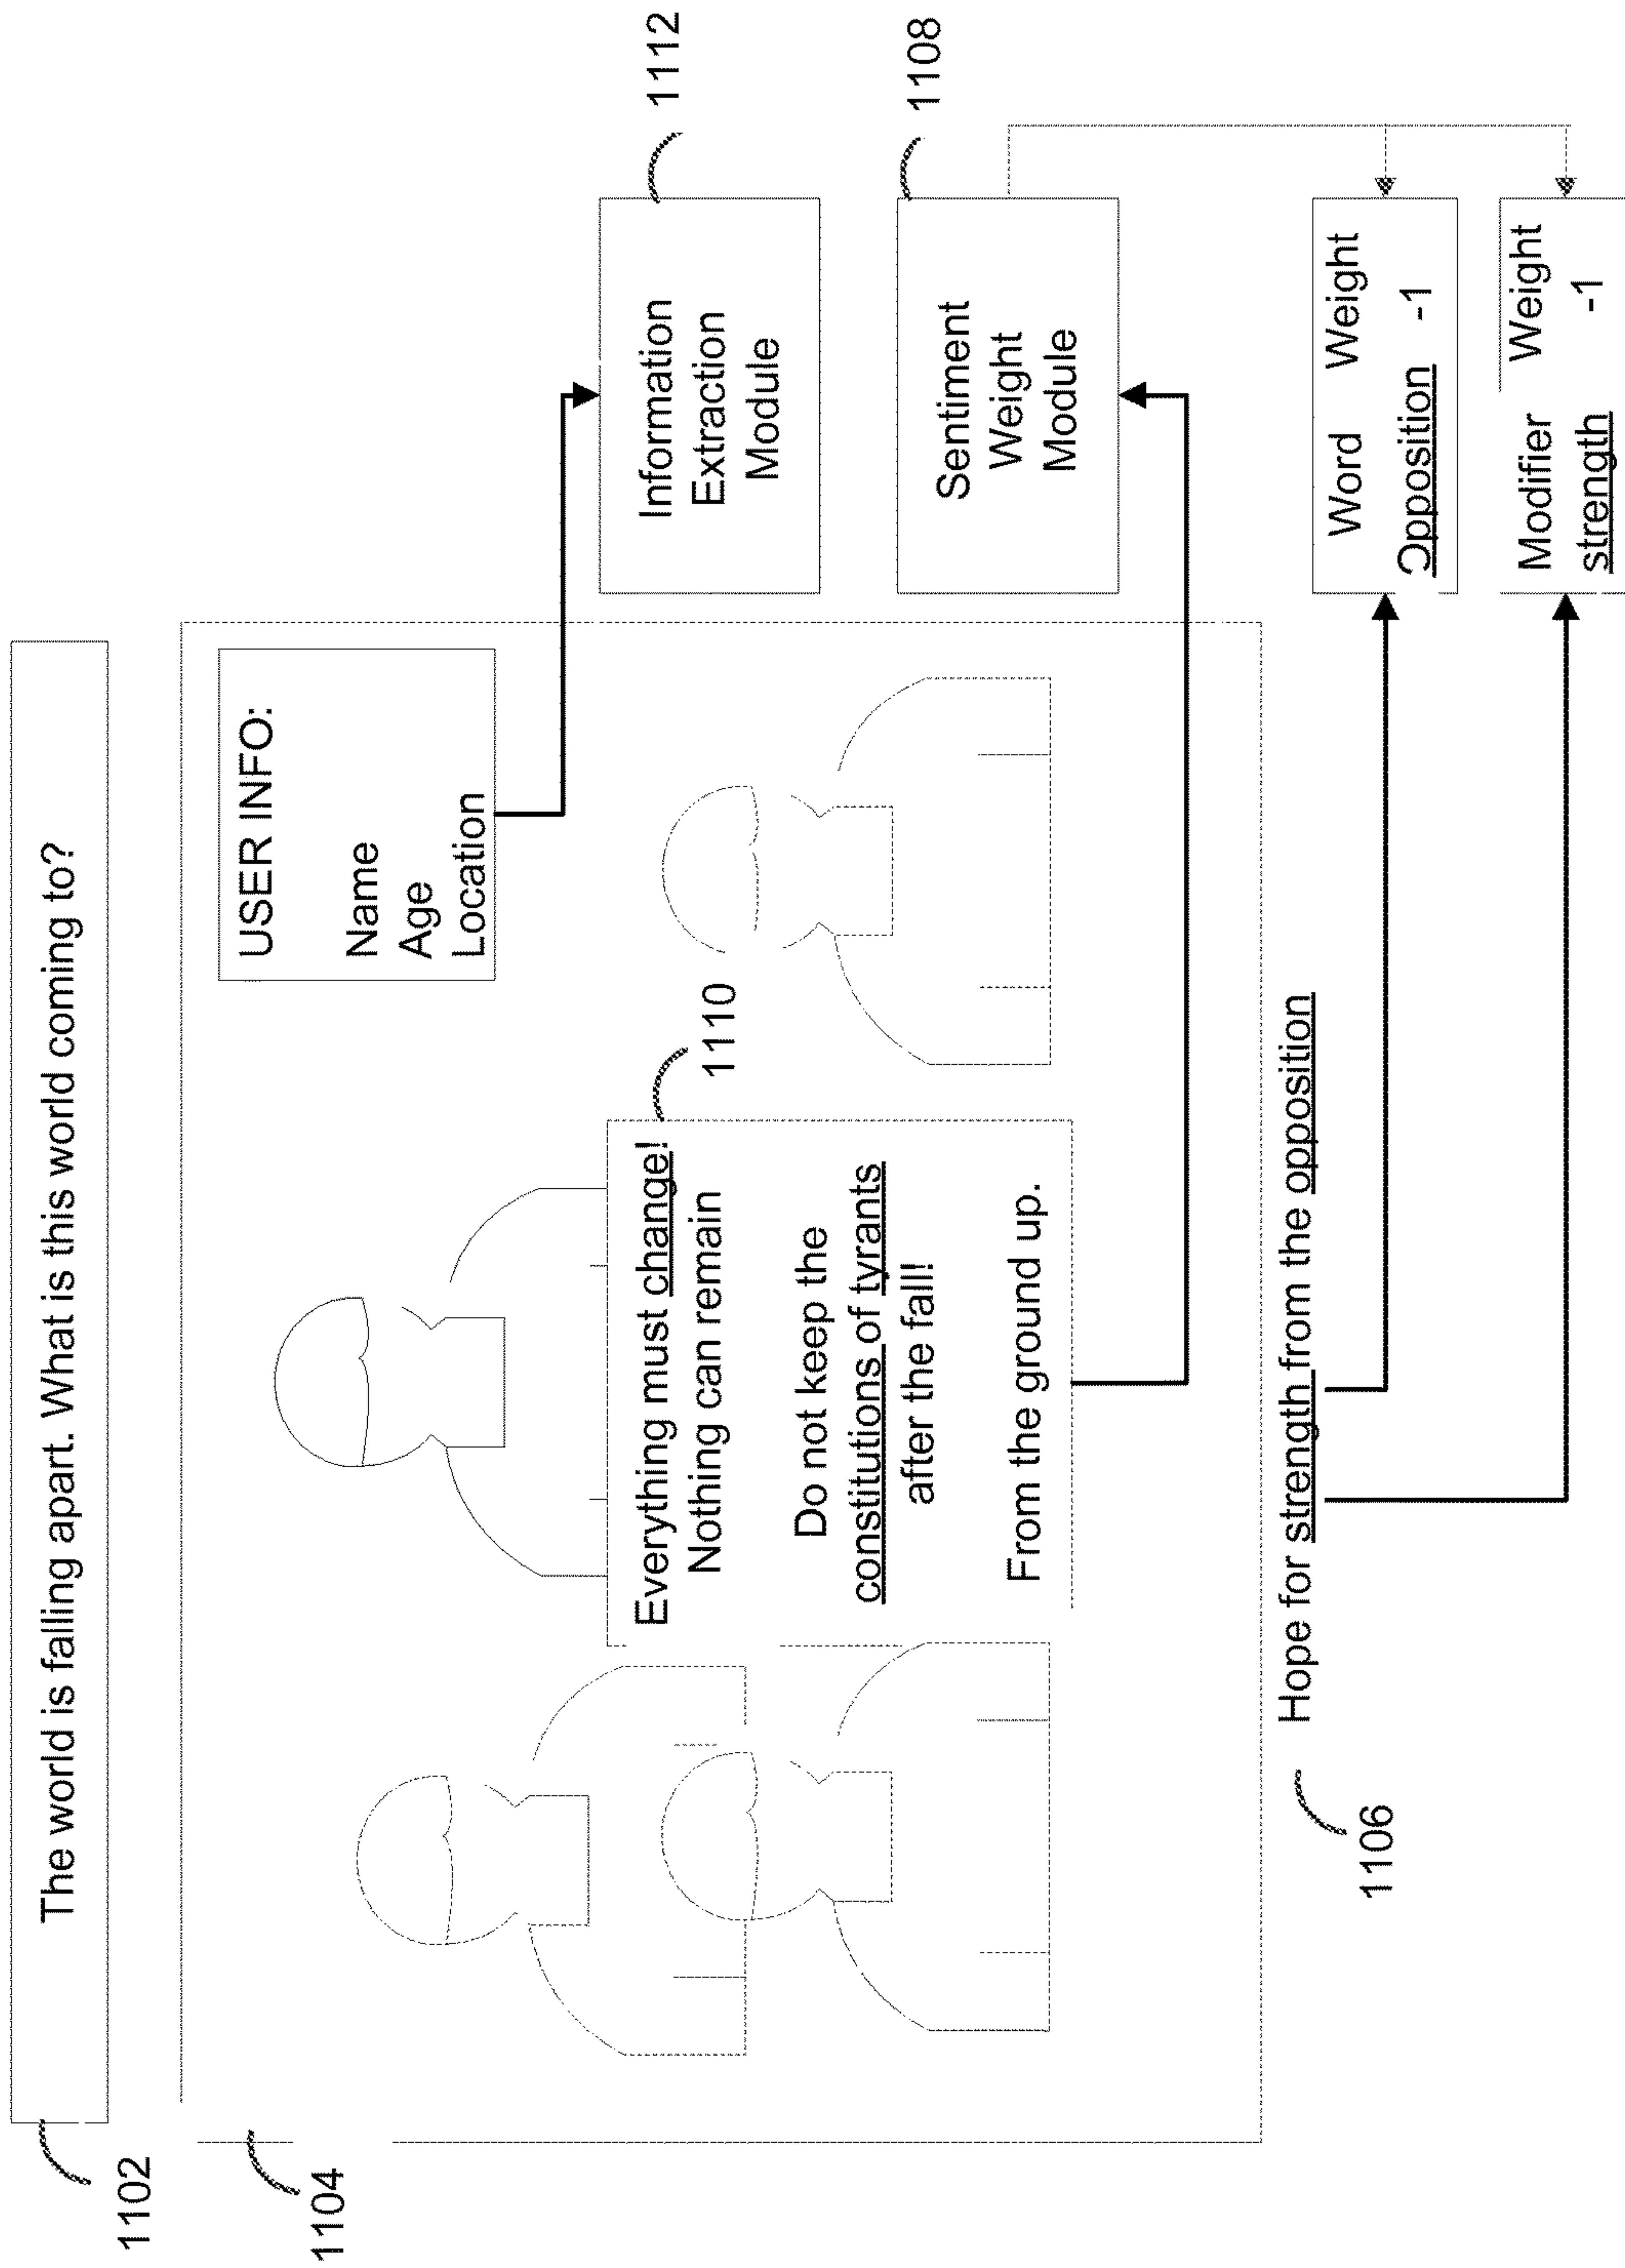 The world is falling apart. What is this world coming to?
1102
1104
USER INFO:
Name
Age
Location
1112
Information
Extraction
Module
1110
Everything must change!
Nothing can remain
Do not keep the
constitutions of tyrants
after the fall!
From the ground up.
1108
Sentiment
Weight
Module
Hope for strength from the opposition
1106
Word Weight
Opposition -1
Modifier Weight
strength -1